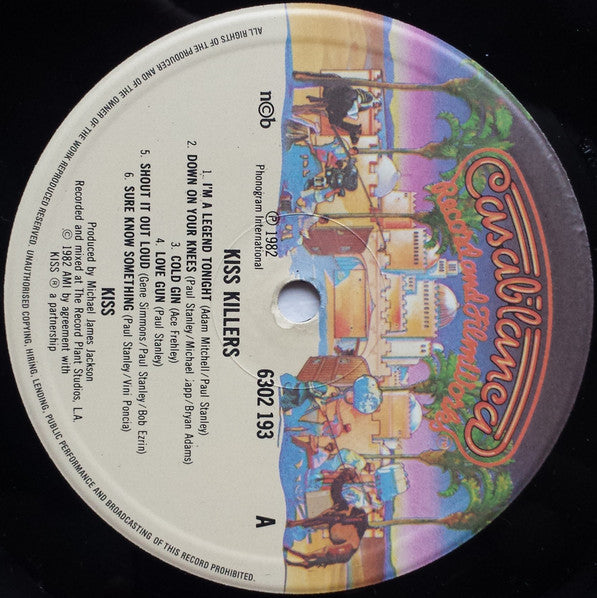 Casablanca
Record and FilmWorks
n©b
Ⓟ 1982
Phonogram International
KISS KILLERS
6302 193
A
1. I'M A LEGEND TONIGHT (Adam Mitchell/Paul Stanley)
2. DOWN ON YOUR KNEES (Paul Stanley/Michael Japp/Bryan Adams)
3. COLD GIN (Ace Frehley)
4. LOVE GUN (Paul Stanley)
5. SHOUT IT OUT LOUD (Gene Simmons/Paul Stanley/Bob Ezrin)
6. SURE KNOW SOMETHING (Paul Stanley/Vini Poncia)
KISS
Produced by Michael James Jackson
Recorded and mixed at The Record Plant Studios, L.A.
© 1982 AMI by agreement with
KISS ® a partnership
ALL RIGHTS OF THE PRODUCER AND OF THE OWNER OF THE WORK REPRODUCED RESERVED. UNAUTHORISED COPYING, HIRING, LENDING, PUBLIC PERFORMANCE AND BROADCASTING OF THIS RECORD PROHIBITED.